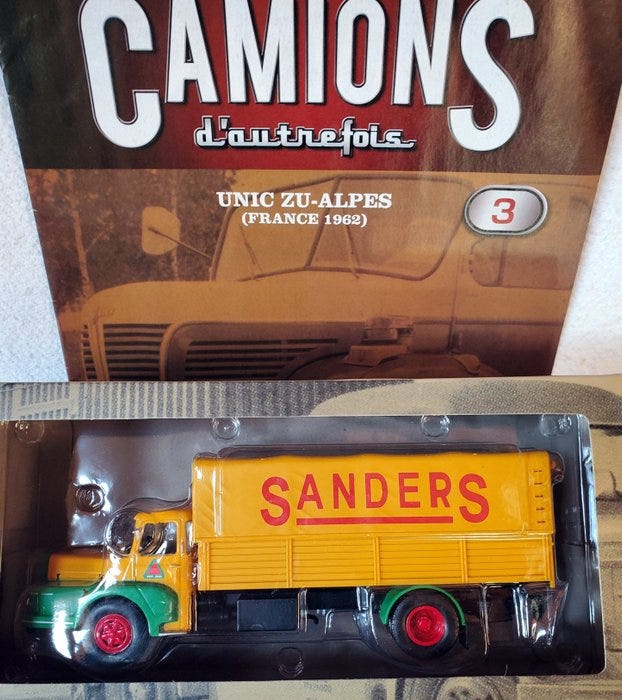 CAMIONS
d'autrefois
UNIC ZU-ALPES
(FRANCE 1962)
3
SANDERS